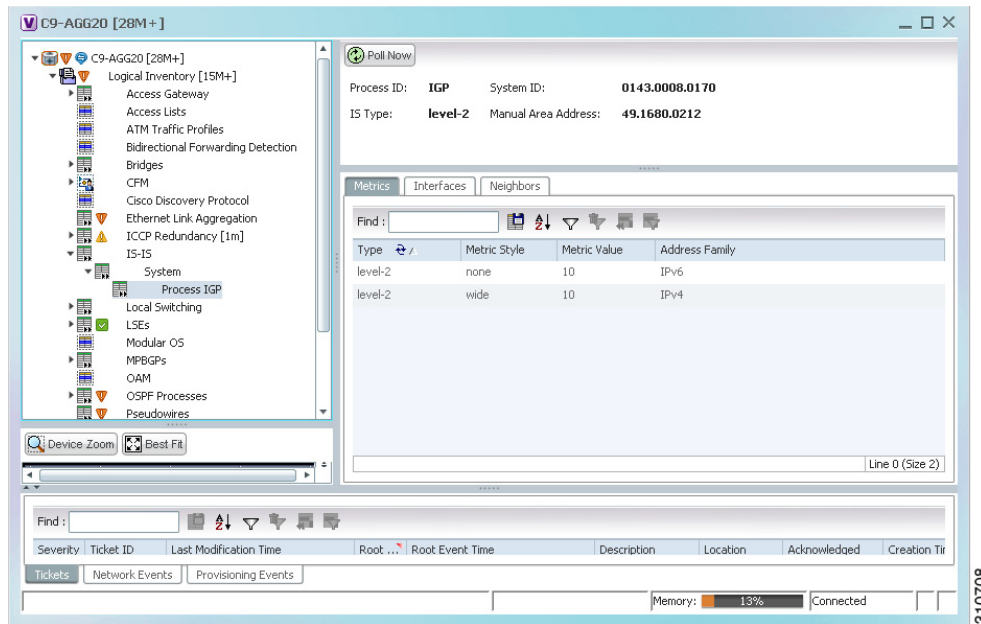 C9-AGG20 [28M+]
C9-AGG20 [28M+]
Logical Inventory [15M+]
Access Gateway
Access Lists
ATM Traffic Profiles
Bidirectional Forwarding Detection
Bridges
CFM
Cisco Discovery Protocol
Ethernet Link Aggregation
ICCP Redundancy [1m]
IS-IS
System
Process IGP
Local Switching
LSEs
Modular OS
MPBGPs
OAM
OSPF Processes
Pseudowires
Device Zoom Best Fit
Poll Now
Process ID: IGP System ID: 0143.0008.0170
IS Type: level-2 Manual Area Address: 49.1680.0212
Metrics Interfaces Neighbors
Find :
Type Metric Style Metric Value Address Family
level-2 none 10 IPv6
level-2 wide 10 IPv4
Line 0 (Size 2)
Find :
Severity Ticket ID Last Modification Time Root ... Root Event Time Description Location Acknowledged Creation Tir
Tickets Network Events Provisioning Events
Memory: 13% Connected
310708